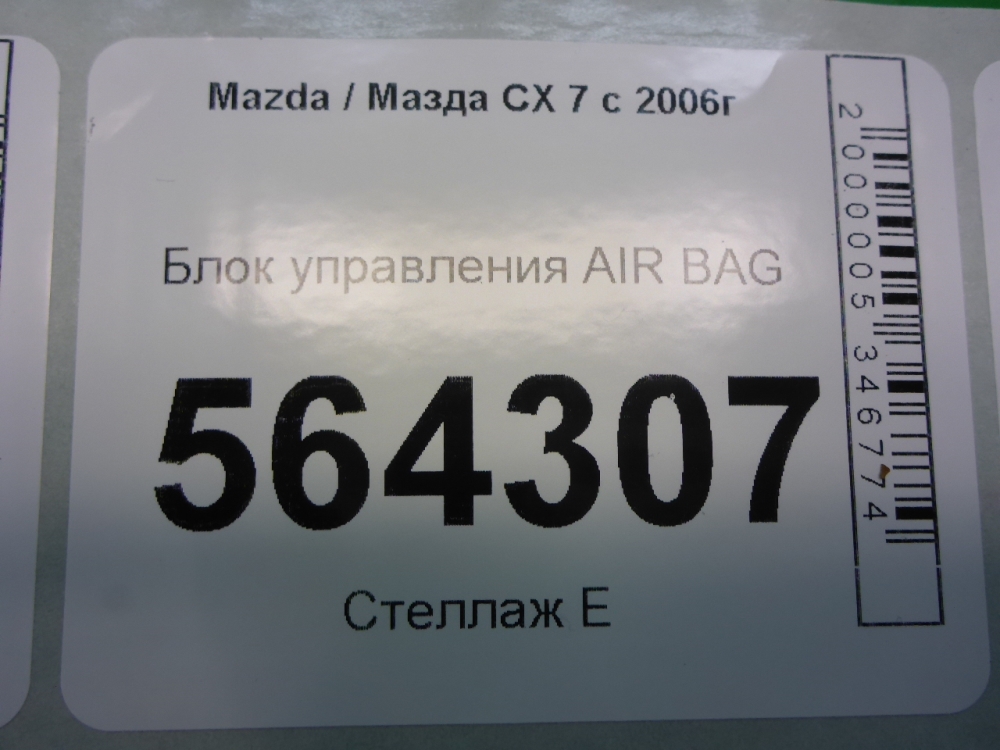 Mazda / Мазда CX 7 с 2006г
Блок управления AIR BAG
564307
Стеллаж E
2000005346774